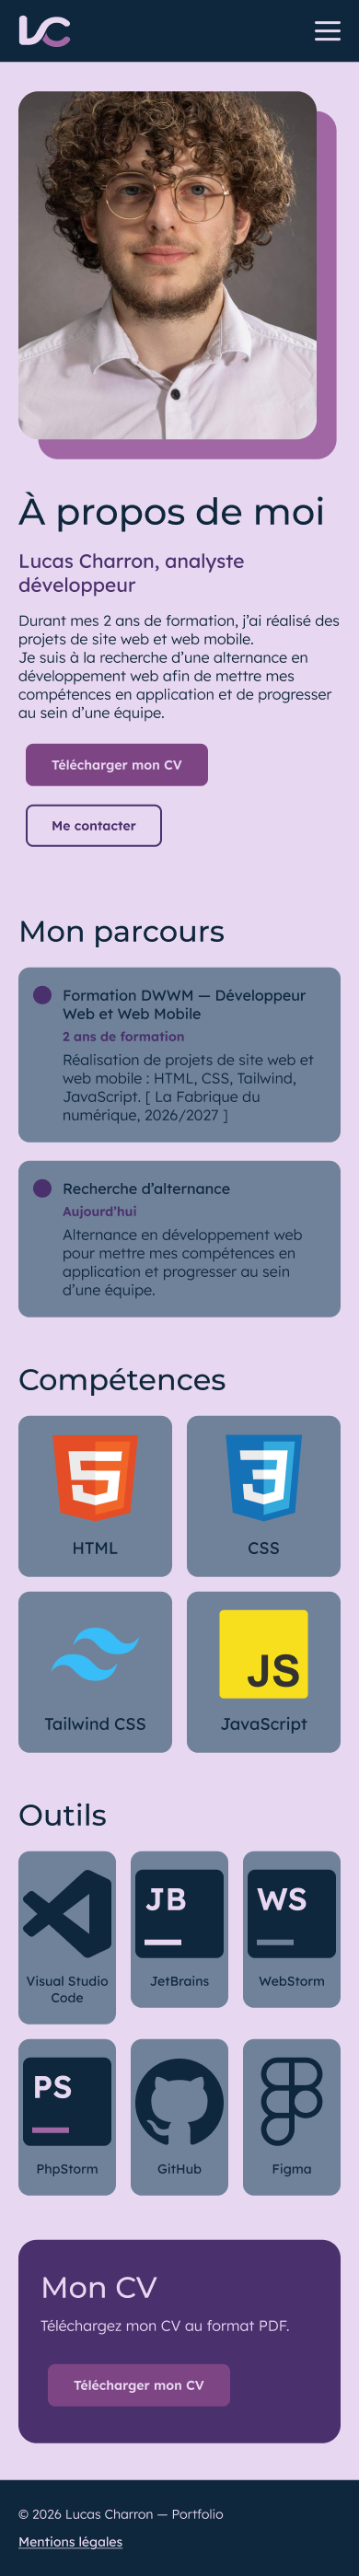 À propos de moi
Lucas Charron, analyste
développeur
Durant mes 2 ans de formation, j’ai réalisé des
projets de site web et web mobile.
Je suis à la recherche d’une alternance en
développement web afin de mettre mes
compétences en application et de progresser
au sein d’une équipe.
Télécharger mon CV
Me contacter
Mon parcours
Formation DWWM — Développeur
Web et Web Mobile
2 ans de formation
Réalisation de projets de site web et
web mobile : HTML, CSS, Tailwind,
JavaScript. [ La Fabrique du
numérique, 2026/2027 ]
Recherche d’alternance
Aujourd’hui
Alternance en développement web
pour mettre mes compétences en
application et progresser au sein
d’une équipe.
Compétences
HTML
CSS
JS
Tailwind CSS
JavaScript
Outils
JB
WS
Visual Studio
Code
JetBrains
WebStorm
PS
PhpStorm
GitHub
Figma
Mon CV
Téléchargez mon CV au format PDF.
Télécharger mon CV
© 2026 Lucas Charron — Portfolio
Mentions légales